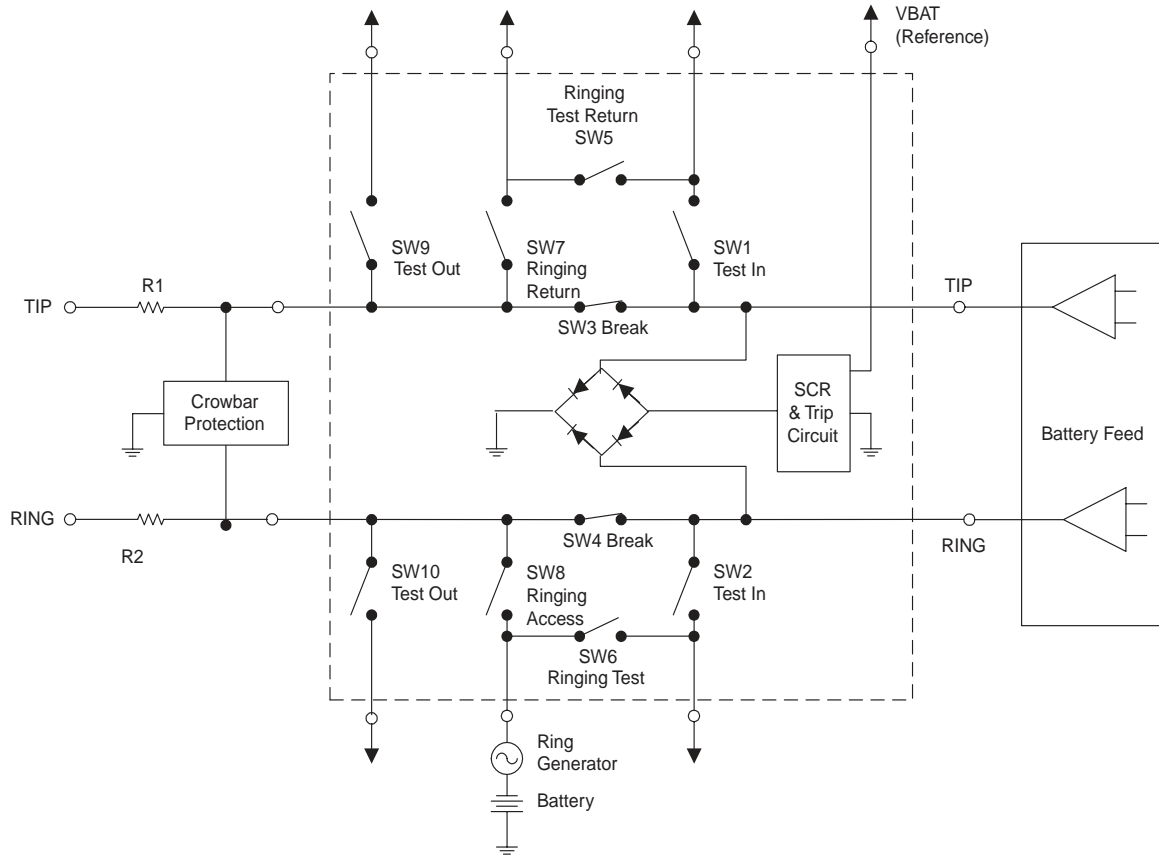 VBAT
(Reference)
Ringing
Test Return
SW5
SW9
Test Out
SW7
Ringing
Return
SW1
Test In
TIP
R1
SW3 Break
TIP
Crowbar
Protection
SCR
& Trip
Circuit
Battery Feed
RING
R2
SW4 Break
RING
SW10
Test Out
SW8
Ringing
Access
SW2
Test In
SW6
Ringing Test
Ring
Generator
Battery